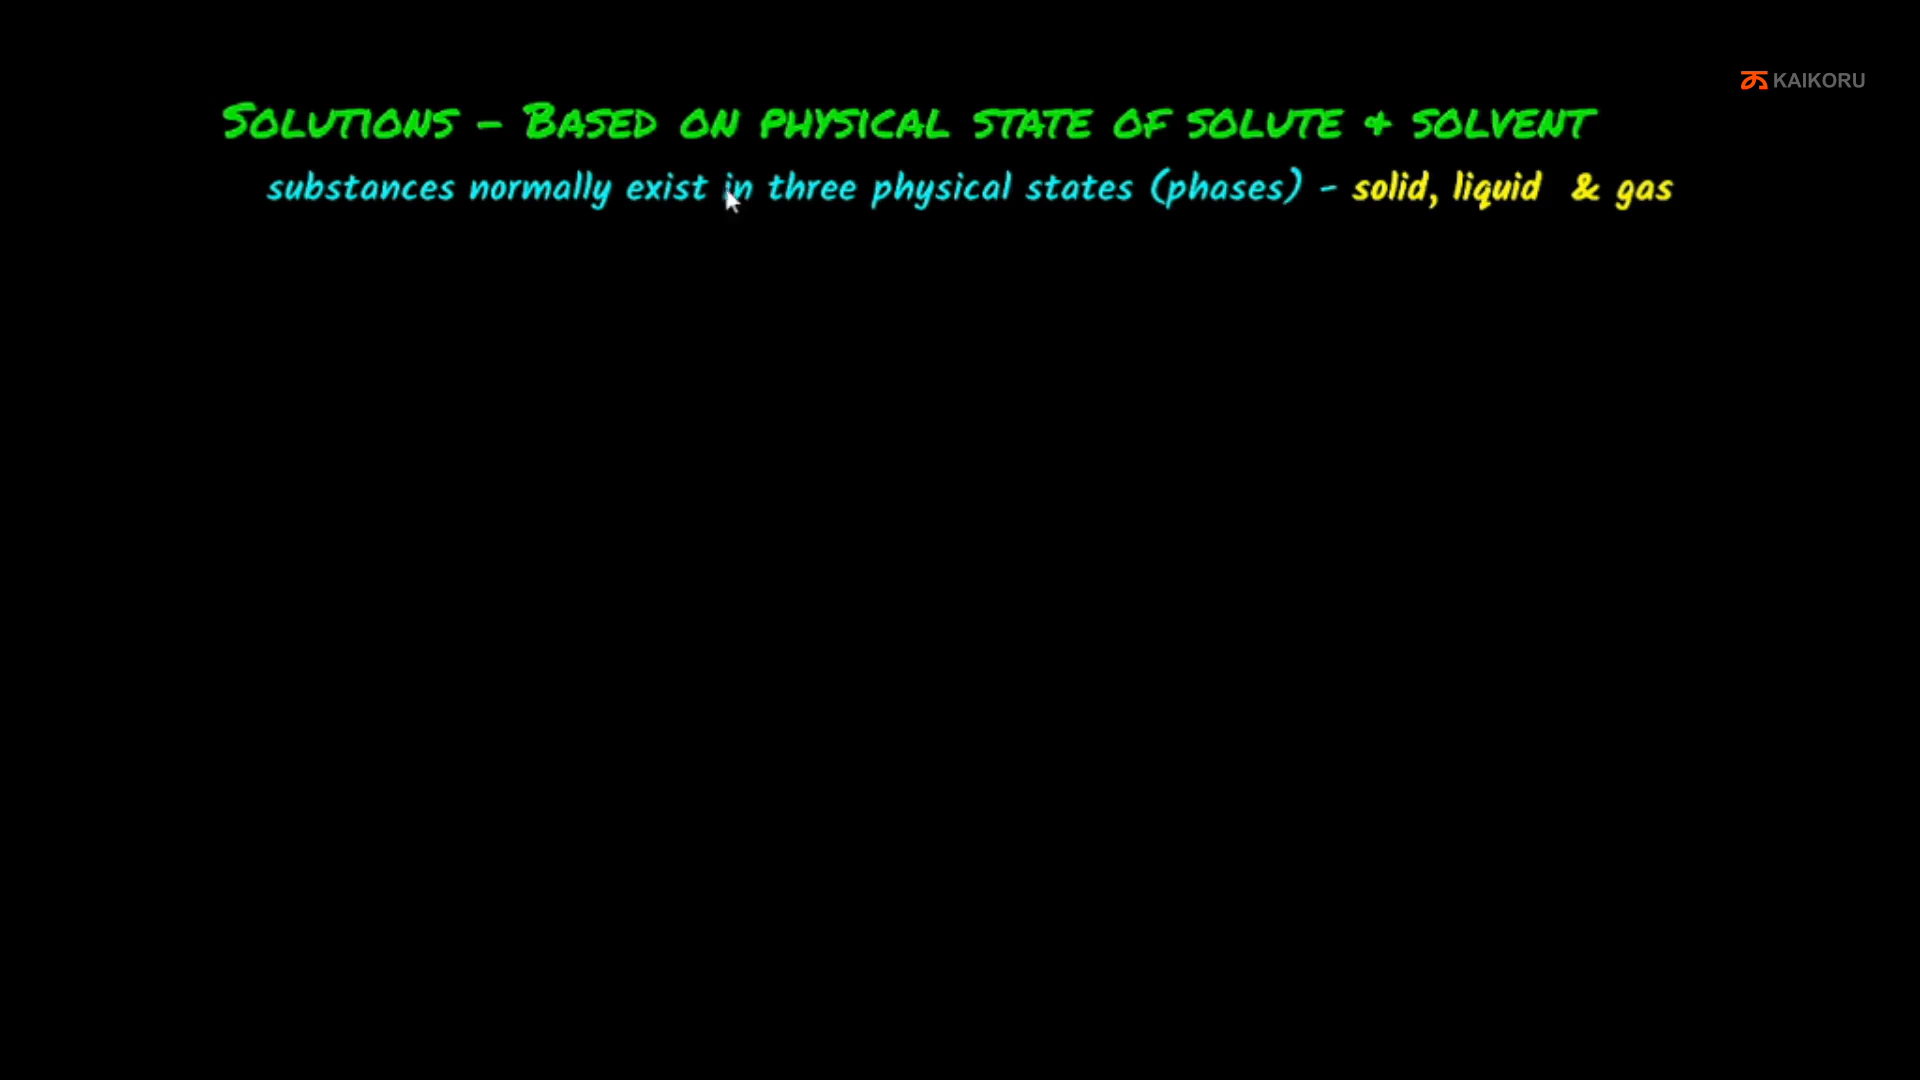 KAIKORU
Solutions - Based on physical state of solute & solvent
substances normally exist in three physical states (phases) - solid, liquid & gas